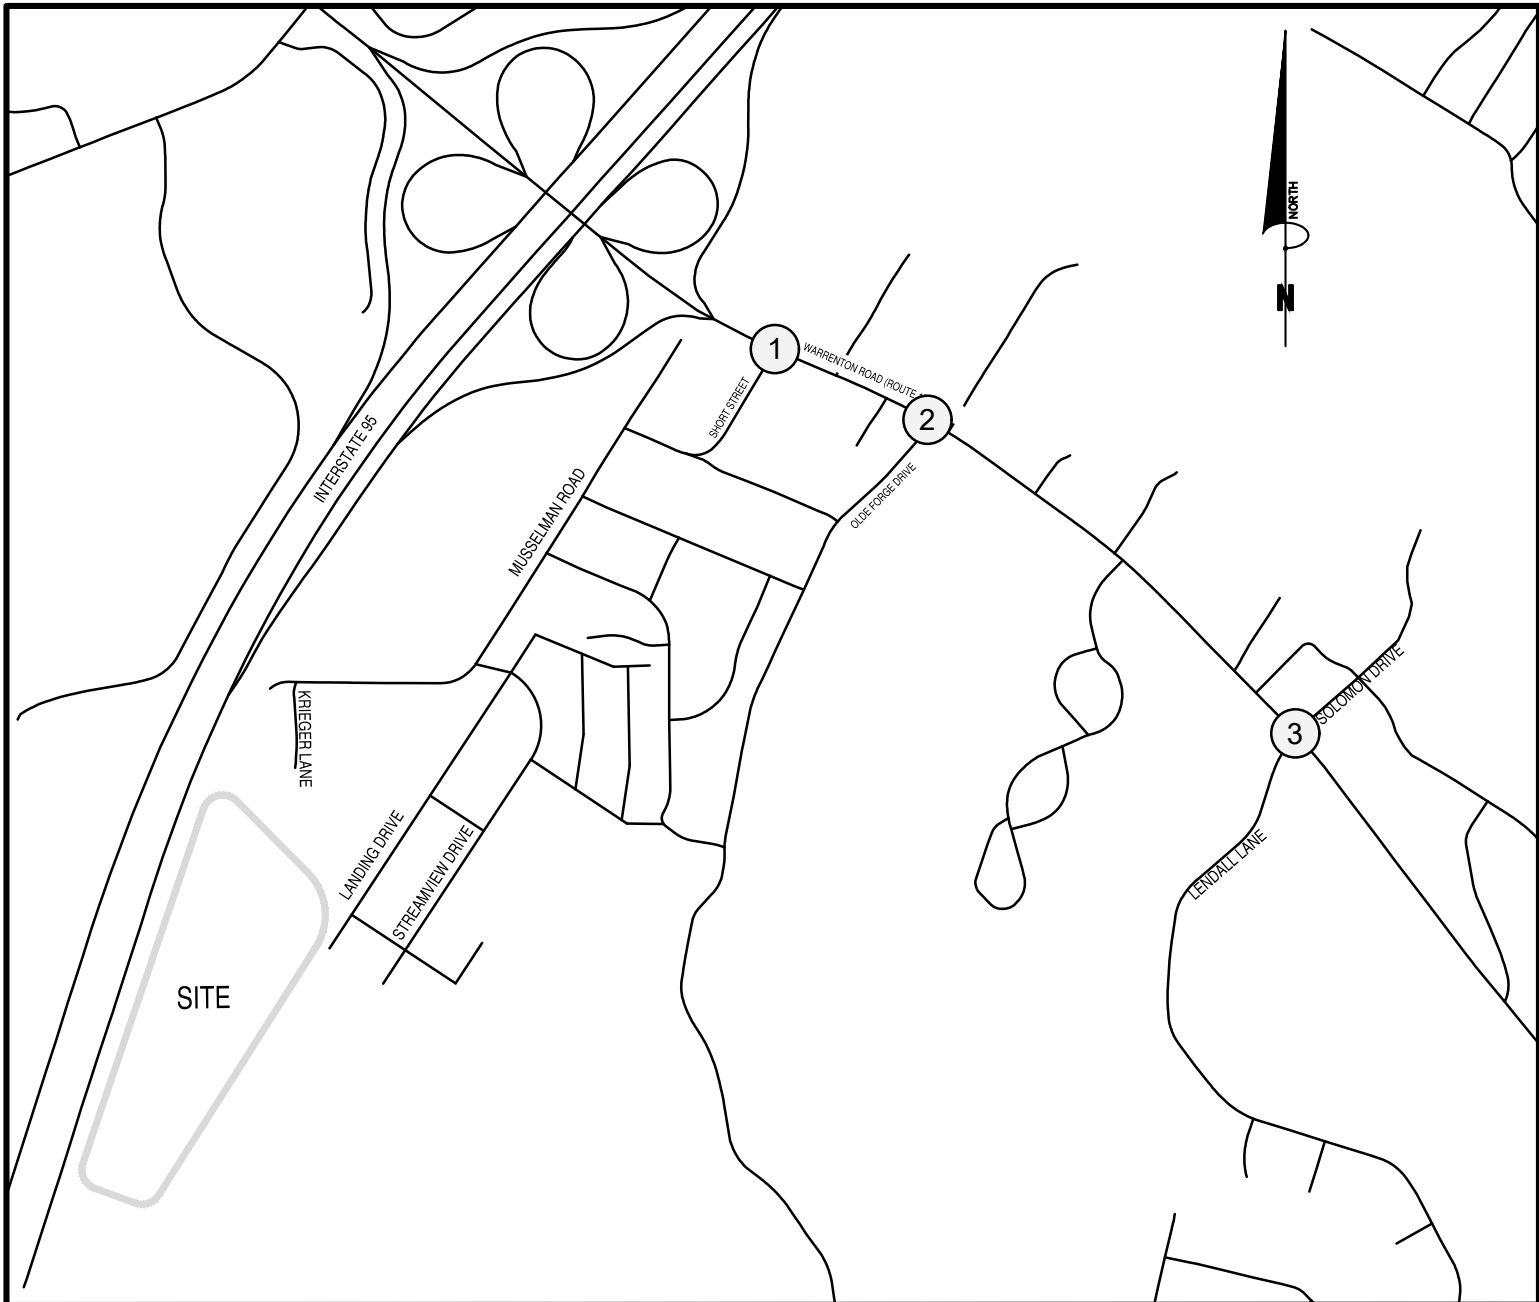 NORTH
N
1
WARRENTON ROAD (ROUTE
2
SHORT STREET
INTERSTATE 95
MUSSELMAN ROAD
OLDE FORGE DRIVE
SOLOMON DRIVE
3
KRIEGER LANE
LANDING DRIVE
STREAMVIEW DRIVE
LENDALL LANE
SITE